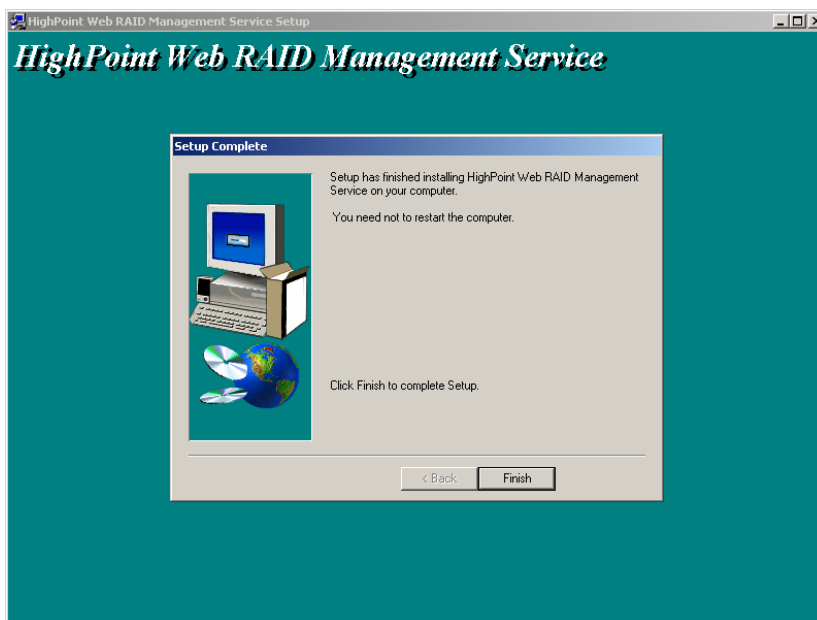 HighPoint Web RAID Management Service Setup
HighPoint Web RAID Management Service
Setup Complete
Setup has finished installing HighPoint Web RAID Management
Service on your computer.
You need not to restart the computer.
Click Finish to complete Setup.
< Back
Finish